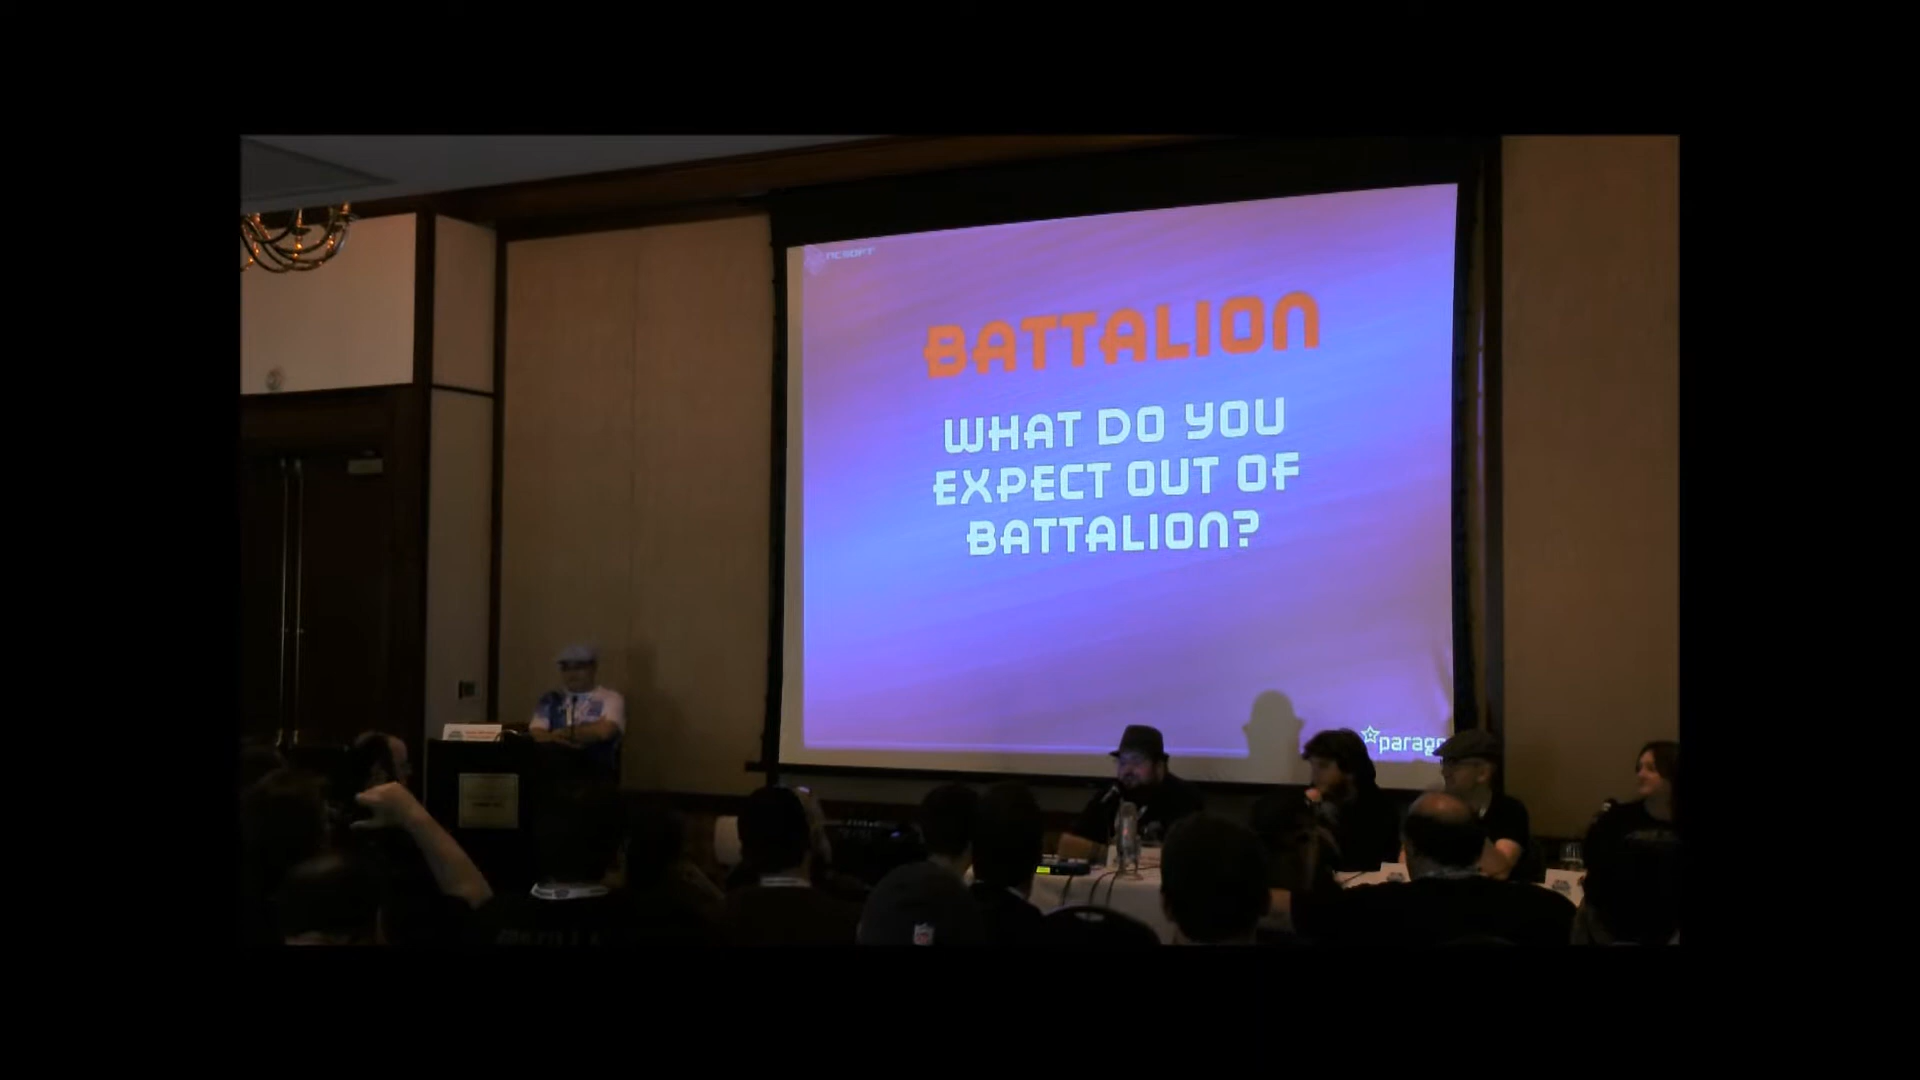 NCSOFT
BATTALION
WHAT DO YOU
EXPECT OUT OF
BATTALION?
parago